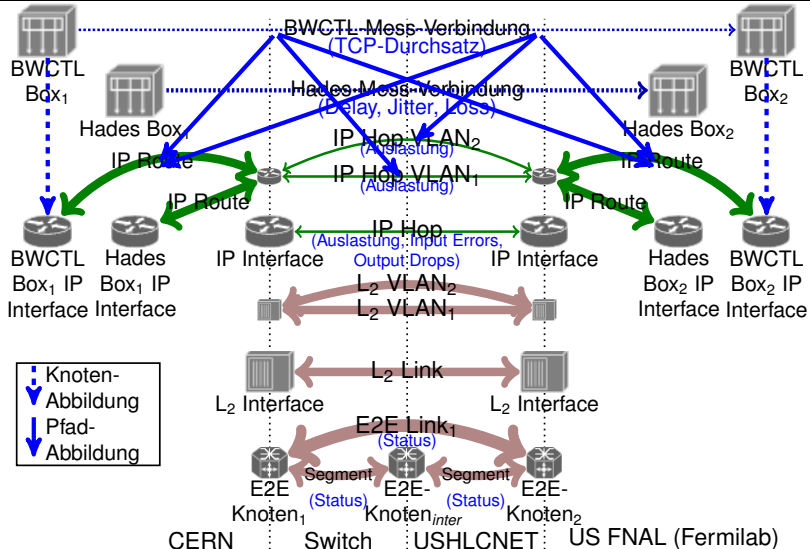 BWCTL-Mess-Verbindung
(TCP-Durchsatz)
BWCTL
Box1
BWCTL
Box2
Hades-Mess-Verbindung
(Delay, Jitter, Loss)
Hades Box1
Hades Box2
IP Hop VLAN2
(Auslastung)
IP Route
IP Route
IP Hop VLAN1
(Auslastung)
IP Route
IP Route
IP Hop
(Auslastung, Input Errors,
Output Drops)
BWCTL
Box1 IP
Interface
Hades
Box1 IP
Interface
IP Interface
IP Interface
Hades
Box2 IP
Interface
BWCTL
Box2 IP
Interface
L2 VLAN2
L2 VLAN1
Knoten-
Abbildung
Pfad-
Abbildung
L2 Link
L2 Interface
L2 Interface
E2E Link1
(Status)
Segment
(Status)
Segment
(Status)
E2E
Knoten1
E2E-
Knoteninter
E2E-
Knoten2
CERN
Switch
USHLCNET
US FNAL (Fermilab)